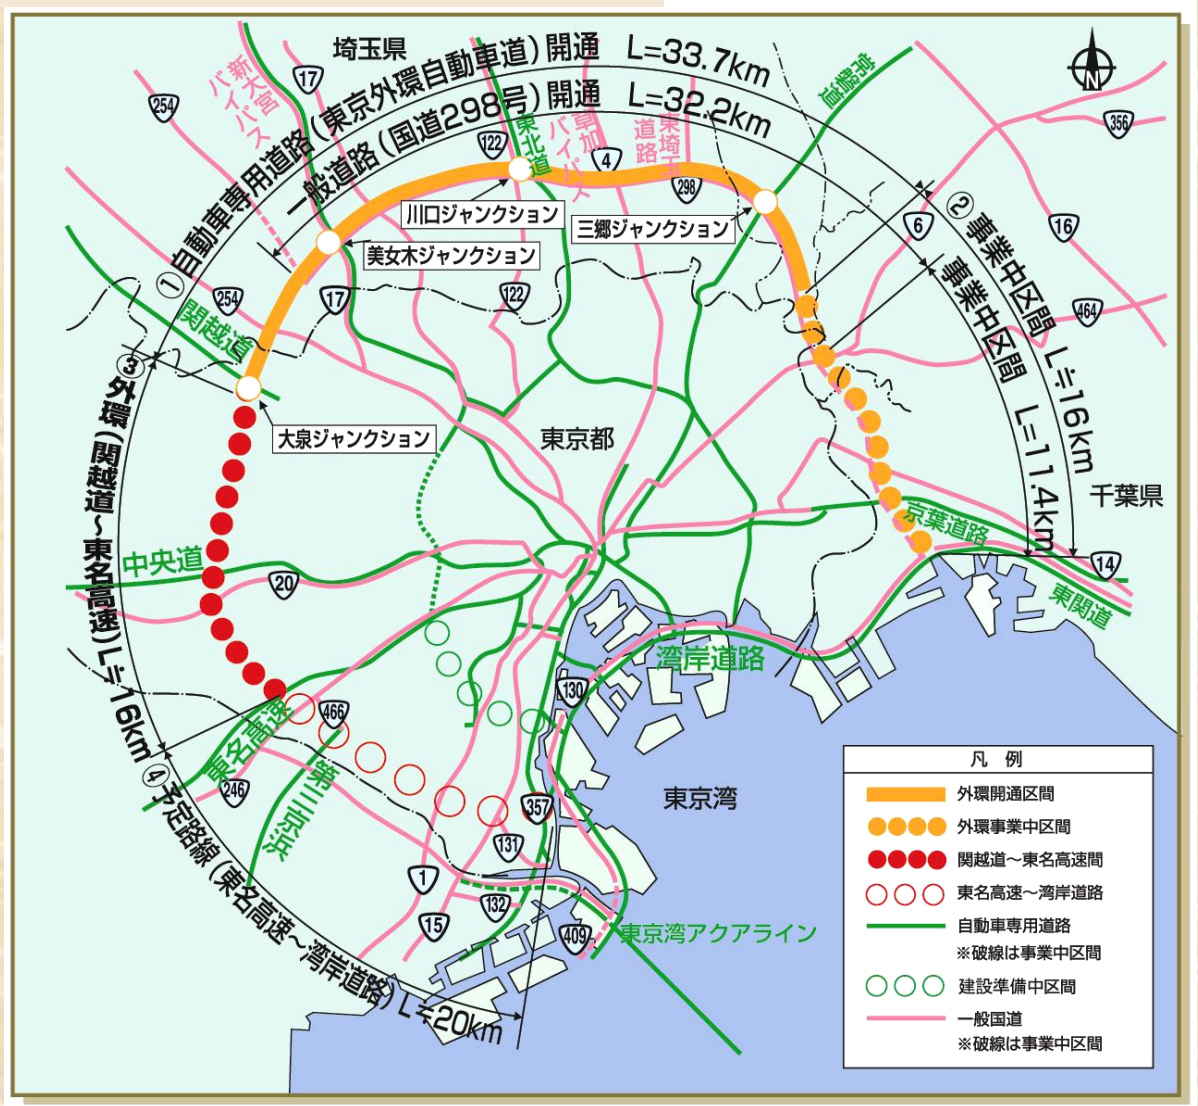 埼玉県
①自動車専用道路(東京外環自動車道)開通 L=33.7km
一般道路(国道298号)開通 L=32.2km
新大宮
バイパス
17
254
122
東北道
草加
バイパス
4
東埼玉
道路
298
常磐道
N
356
16
6
464
②事業中区間 L≒16km
事業中区間 L=11.4km
川口ジャンクション
三郷ジャンクション
美女木ジャンクション
254
17
122
関越道
③外環(関越道～東名高速)L≒16km
大泉ジャンクション
東京都
千葉県
京葉道路
14
東関道
中央道
20
湾岸道路
130
466
東名高速
246
第三京浜
④予定路線(東名高速～湾岸道路)L≒20km
357
131
1
132
15
409
東京湾
東京湾アクアライン
凡 例
外環開通区間
外環事業中区間
関越道～東名高速間
東名高速～湾岸道路
自動車専用道路
※破線は事業中区間
建設準備中区間
一般国道
※破線は事業中区間